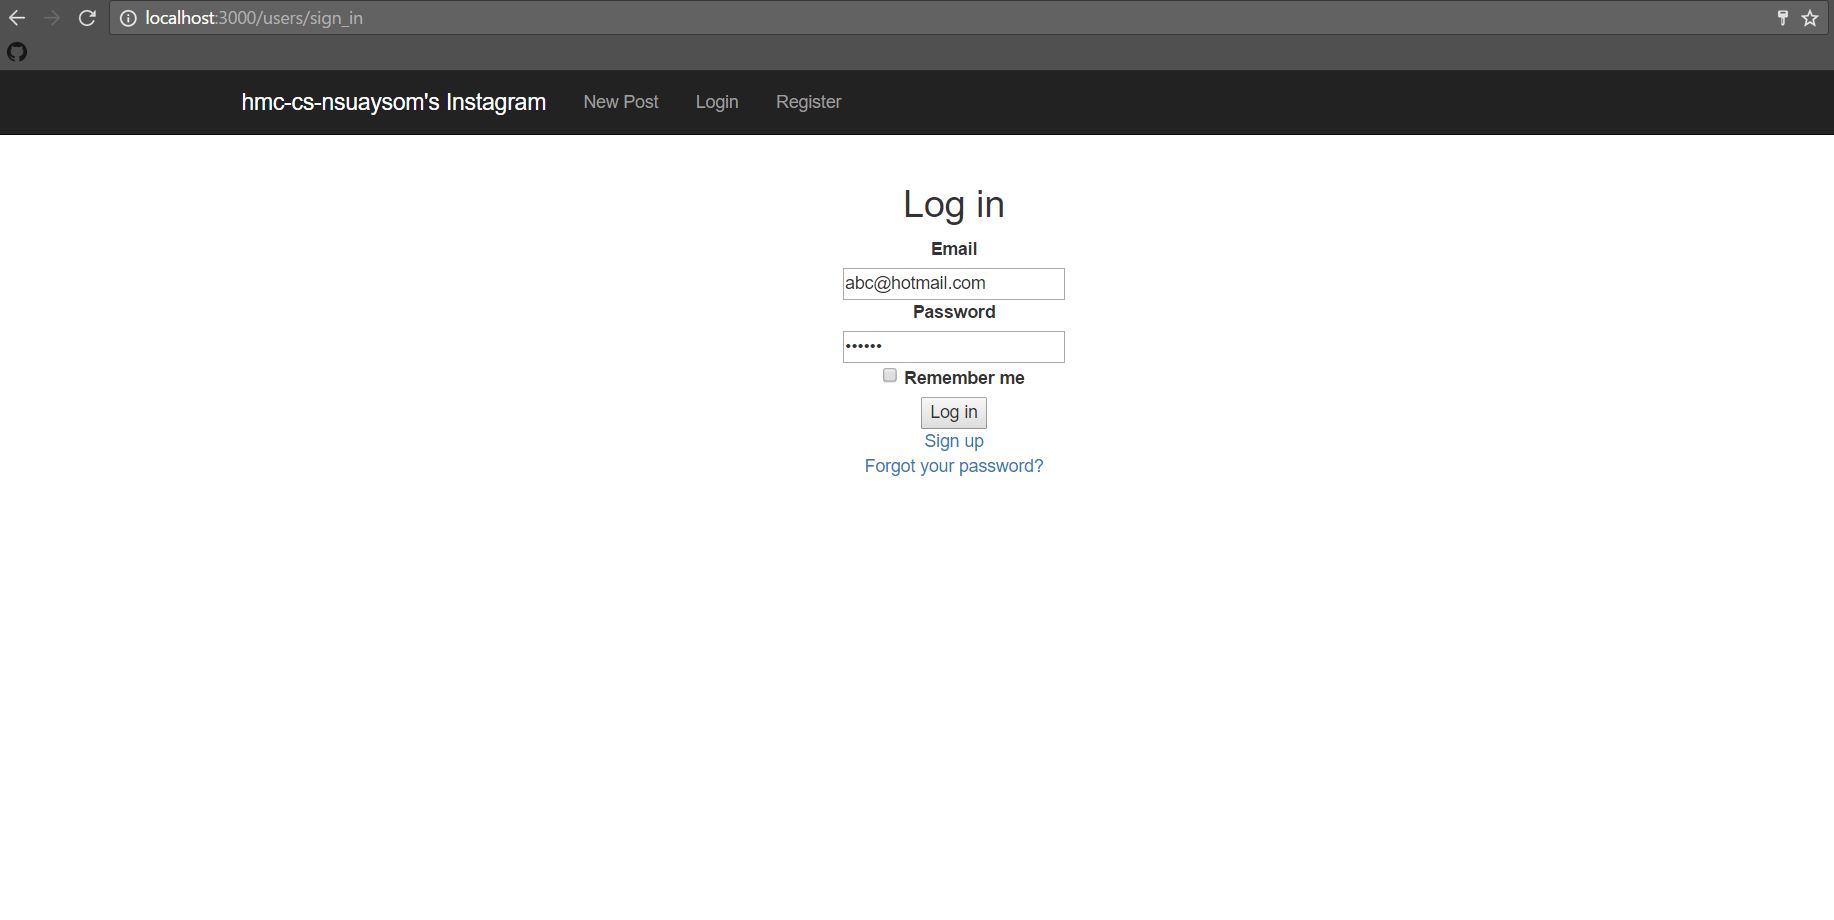 localhost:3000/users/sign_in
hmc-cs-nsuaysom's Instagram New Post Login Register
Log in
Email
abc@hotmail.com
Password
••••••
Remember me
Log in
Sign up
Forgot your password?